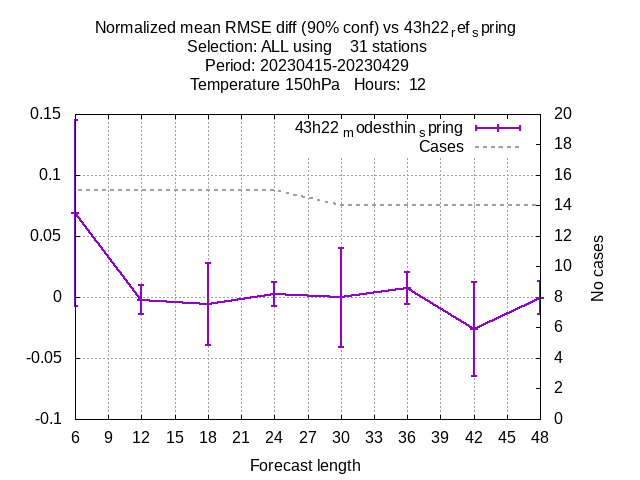 Normalized mean RMSE diff (90% conf) vs 43h22refspring
Selection: ALL using 31 stations
Period: 20230415-20230429
Temperature 150hPa Hours: 12
43h22modesthinspring
Cases
0.15
0.1
0.05
0
-0.05
-0.1
20
18
16
14
12
10
8
6
4
2
0
No cases
6 9 12 15 18 21 24 27 30 33 36 39 42 45 48
Forecast length